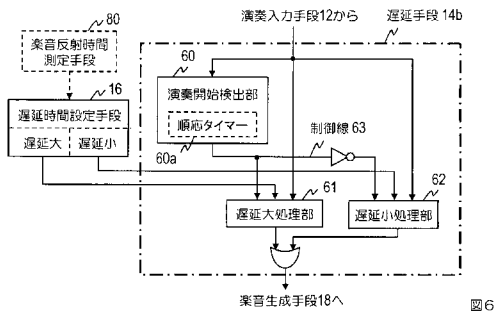 演奏入力手段12から
遅延手段 14b
80
楽音反射時間
測定手段
60
演奏開始検出部
順応タイマー
60a
16
遅延時間設定手段
遅延大
遅延小
制御線 63
61
遅延大処理部
62
遅延小処理部
楽音生成手段18へ
図6